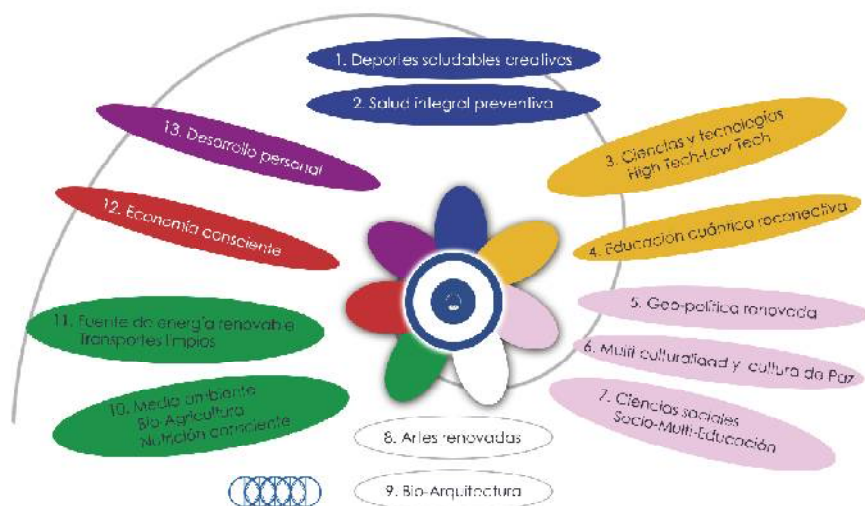 1. Deportes saludables creativos
2. Salud integral preventiva
3. Ciencias y tecnologías
High Tech-Low Tech
4. Educacion cuántica reconectiva
5. Geo-política renovada
6. Multi culturalidad y cultura de Paz
7. Ciencias sociales
Socio-Multi-Educación
8. Artes renovadas
9. Bio-Arquitectura
10. Medio ambiente
Bio-Agricultura
Nutrición consciente
11. Fuente de energía renovable
Transportes limpios
12. Economía consciente
13. Desarrollo personal